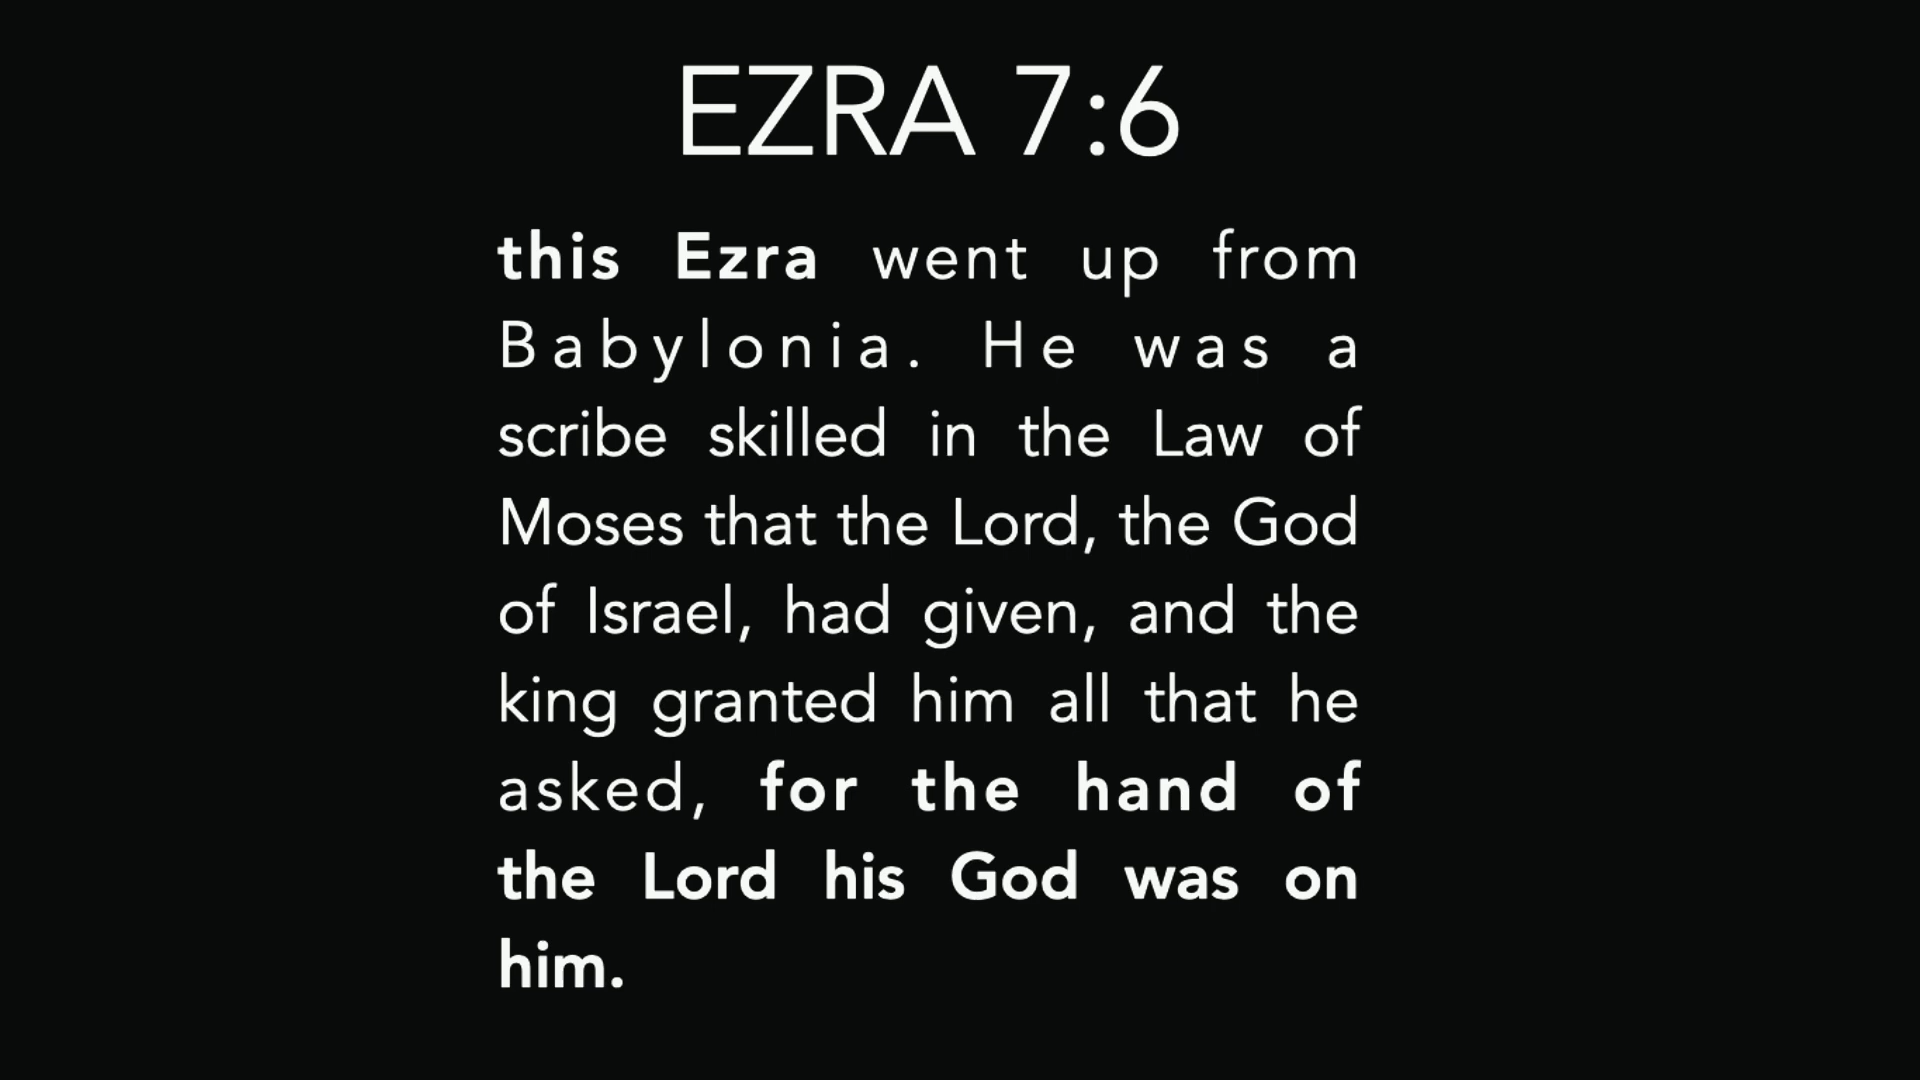 EZRA 7:6
this Ezra went up from
Babylonia. He was a
scribe skilled in the Law of
Moses that the Lord, the God
of Israel, had given, and the
king granted him all that he
asked, for the hand of
the Lord his God was on
him.